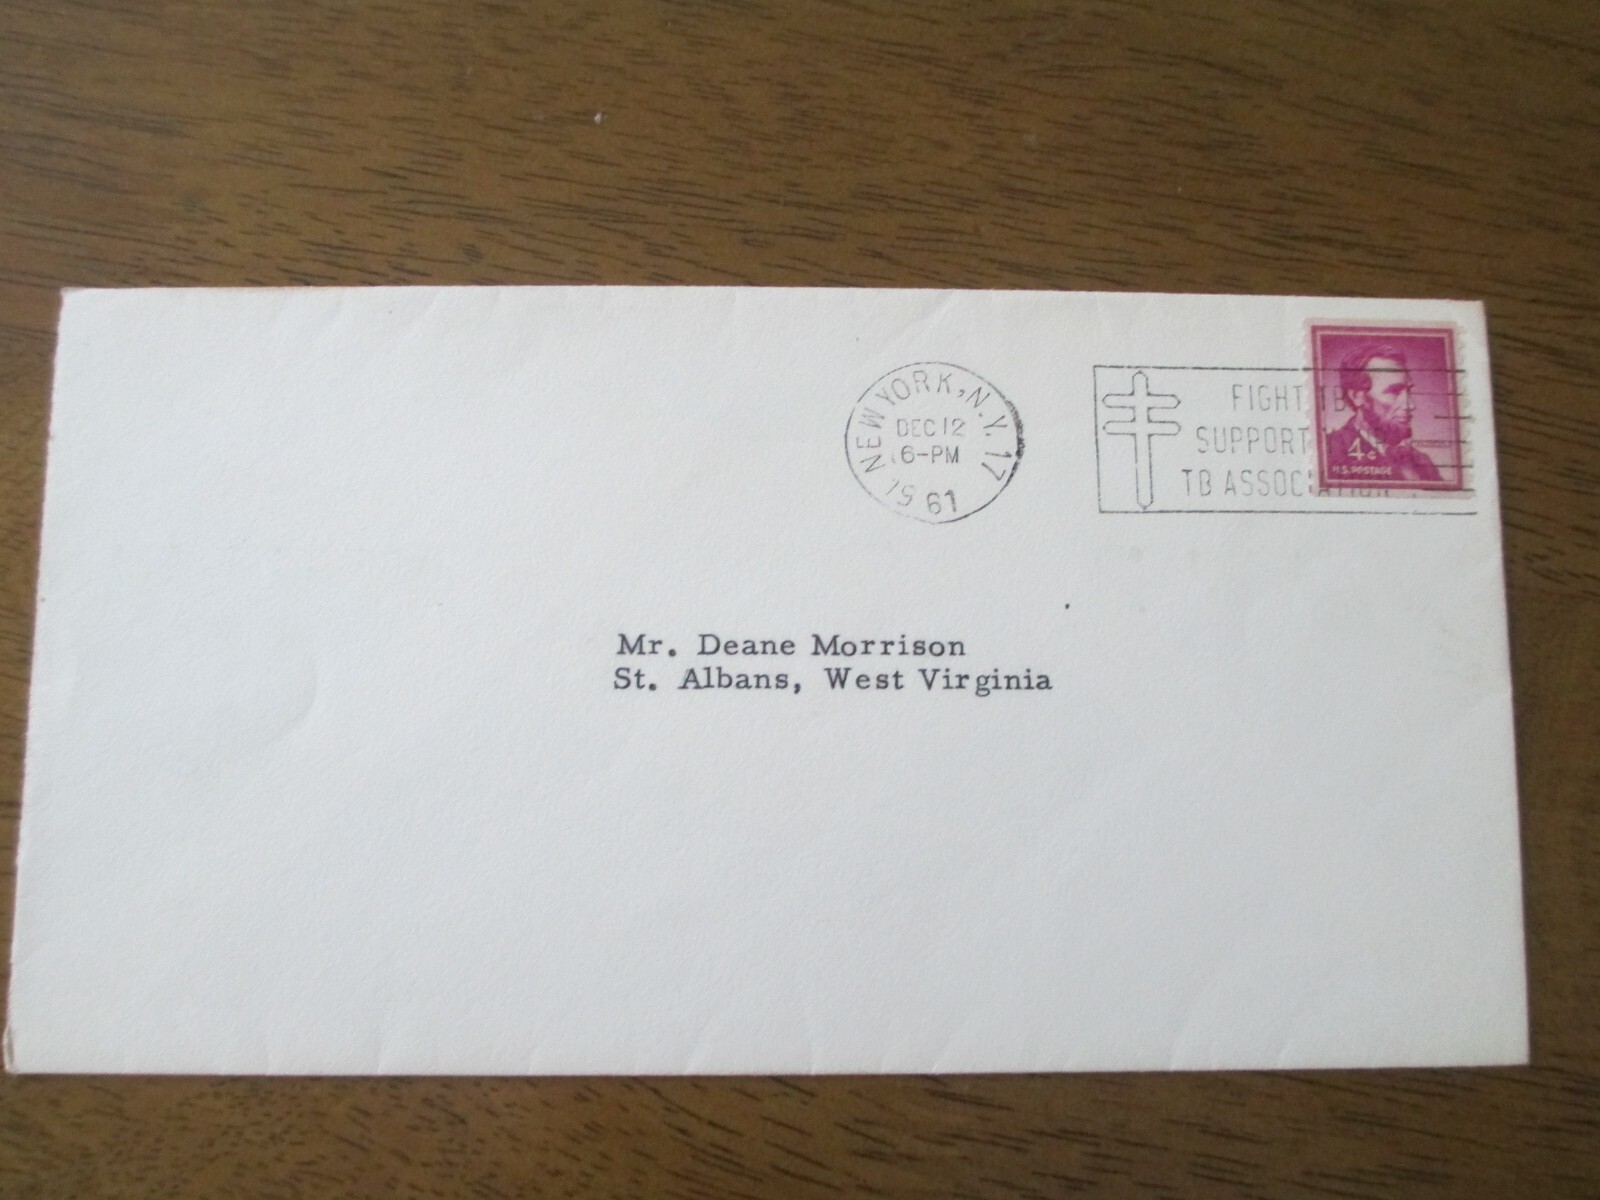 NEW YORK, N.Y. 17
DEC 12
6-PM
61
FIGHT TB
SUPPORT
TB ASSOCIATION
4¢
U.S. POSTAGE
Mr. Deane Morrison
St. Albans, West Virginia